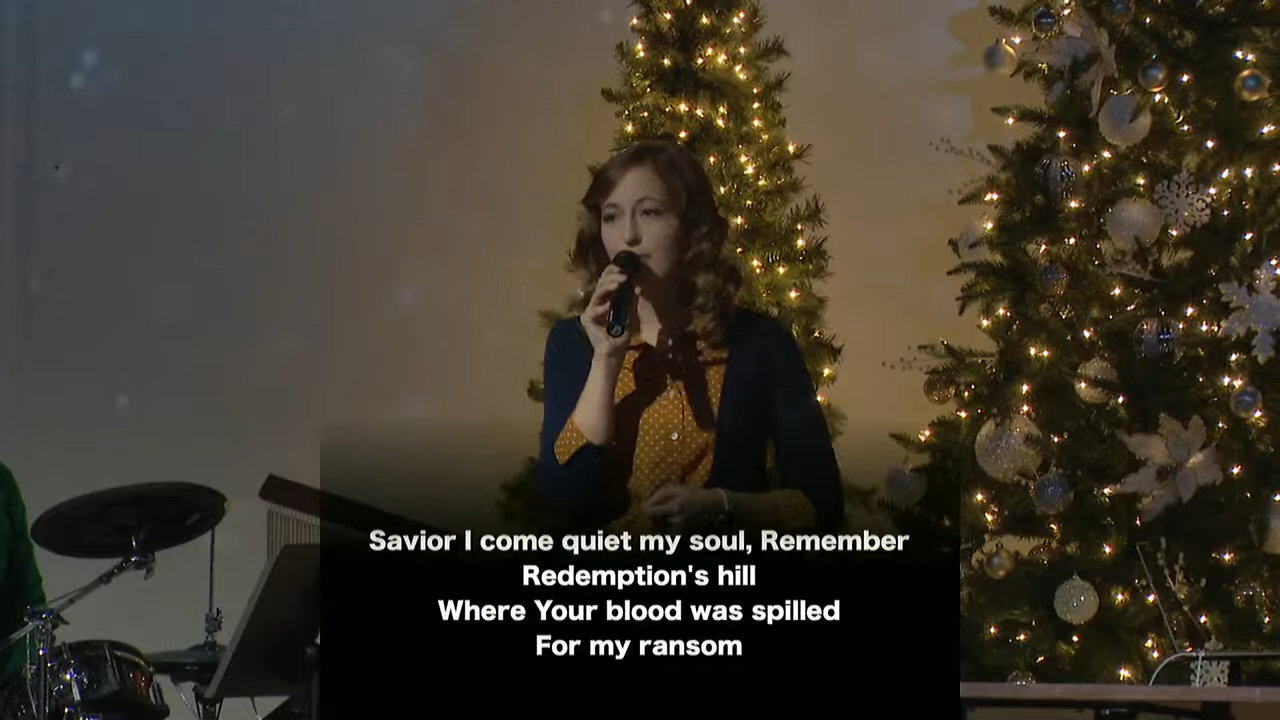 Savior I come quiet my soul, Remember
Redemption's hill
Where Your blood was spilled
For my ransom